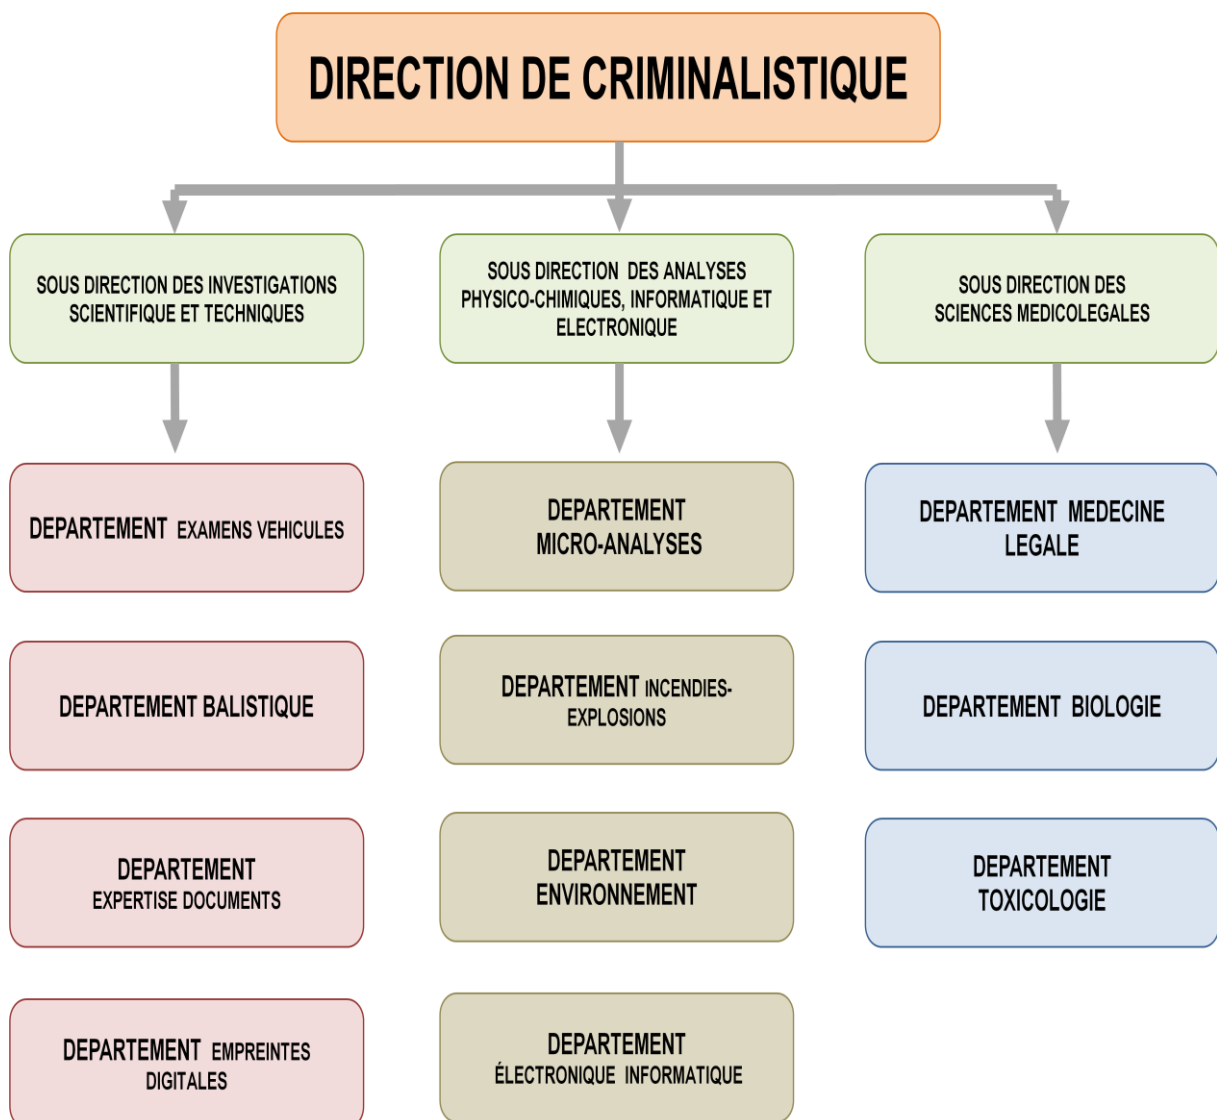 DIRECTION DE CRIMINALISTIQUE
SOUS DIRECTION DES INVESTIGATIONS
SCIENTIFIQUE ET TECHNIQUES
SOUS DIRECTION DES ANALYSES
PHYSICO-CHIMIQUES, INFORMATIQUE ET
ELECTRONIQUE
SOUS DIRECTION DES
SCIENCES MEDICOLEGALES
DEPARTEMENT EXAMENS VEHICULES
DEPARTEMENT
MICRO-ANALYSES
DEPARTEMENT MEDECINE
LEGALE
DEPARTEMENT BALISTIQUE
DEPARTEMENT INCENDIES-
EXPLOSIONS
DEPARTEMENT BIOLOGIE
DEPARTEMENT
EXPERTISE DOCUMENTS
DEPARTEMENT
ENVIRONNEMENT
DEPARTEMENT
TOXICOLOGIE
DEPARTEMENT EMPREINTES
DIGITALES
DEPARTEMENT
ÉLECTRONIQUE INFORMATIQUE